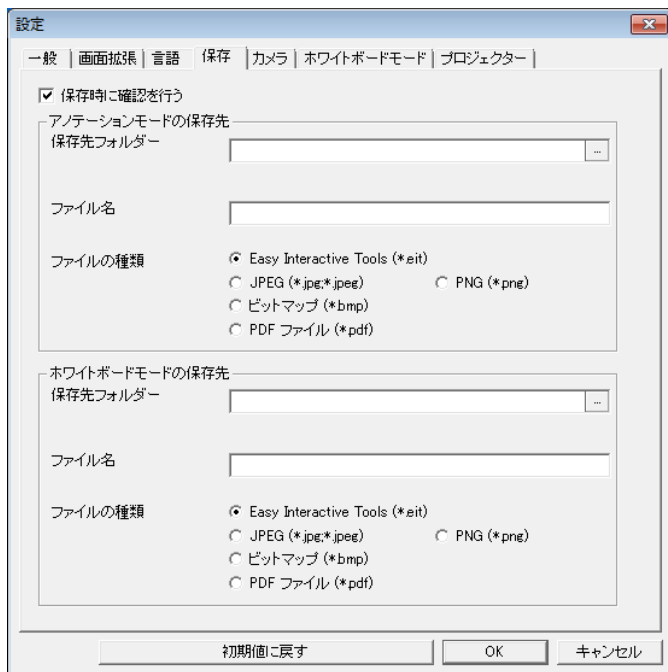 設定
一般 画面拡張 言語 保存 カメラ ホワイトボードモード プロジェクター
保存時に確認を行う
アノテーションモードの保存先
保存先フォルダー
...
ファイル名
ファイルの種類
Easy Interactive Tools (*.eit)
JPEG (*.jpg;*.jpeg) PNG (*.png)
ビットマップ (*.bmp)
PDF ファイル (*.pdf)
ホワイトボードモードの保存先
保存先フォルダー
...
ファイル名
ファイルの種類
Easy Interactive Tools (*.eit)
JPEG (*.jpg;*.jpeg) PNG (*.png)
ビットマップ (*.bmp)
PDF ファイル (*.pdf)
初期値に戻す OK キャンセル